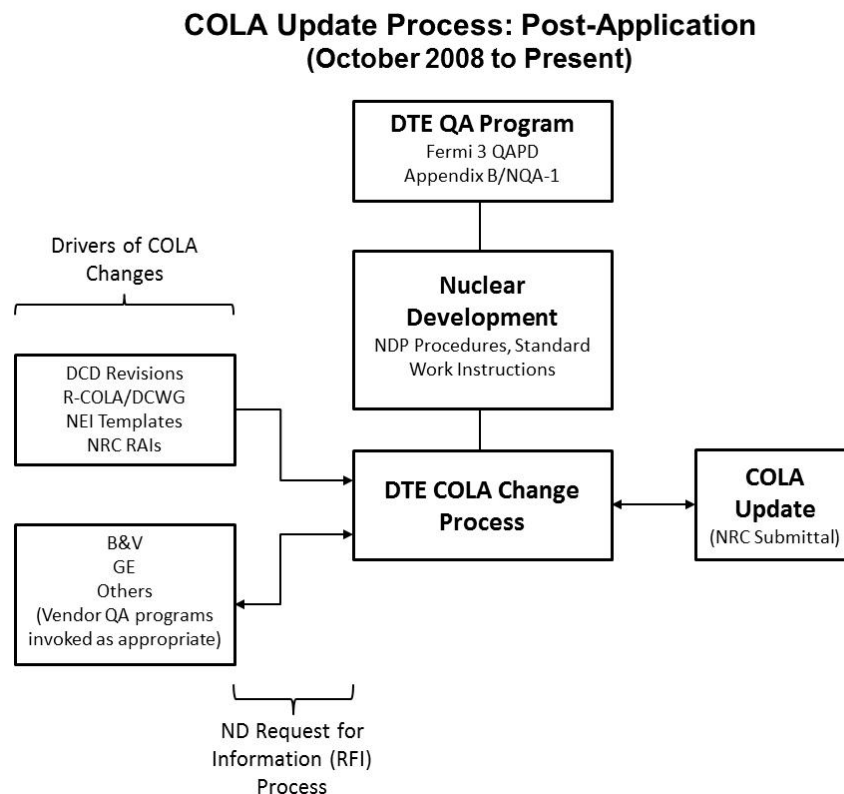 COLA Update Process: Post-Application
(October 2008 to Present)
DTE QA Program
Fermi 3 QAPD
Appendix B/NQA-1
Drivers of COLA
Changes
Nuclear
Development
NDP Procedures, Standard
Work Instructions
DCD Revisions
R-COLA/DCWG
NEI Templates
NRC RAIs
DTE COLA Change
Process
COLA
Update
(NRC Submittal)
B&V
GE
Others
(Vendor QA programs
invoked as appropriate)
ND Request for
Information (RFI)
Process